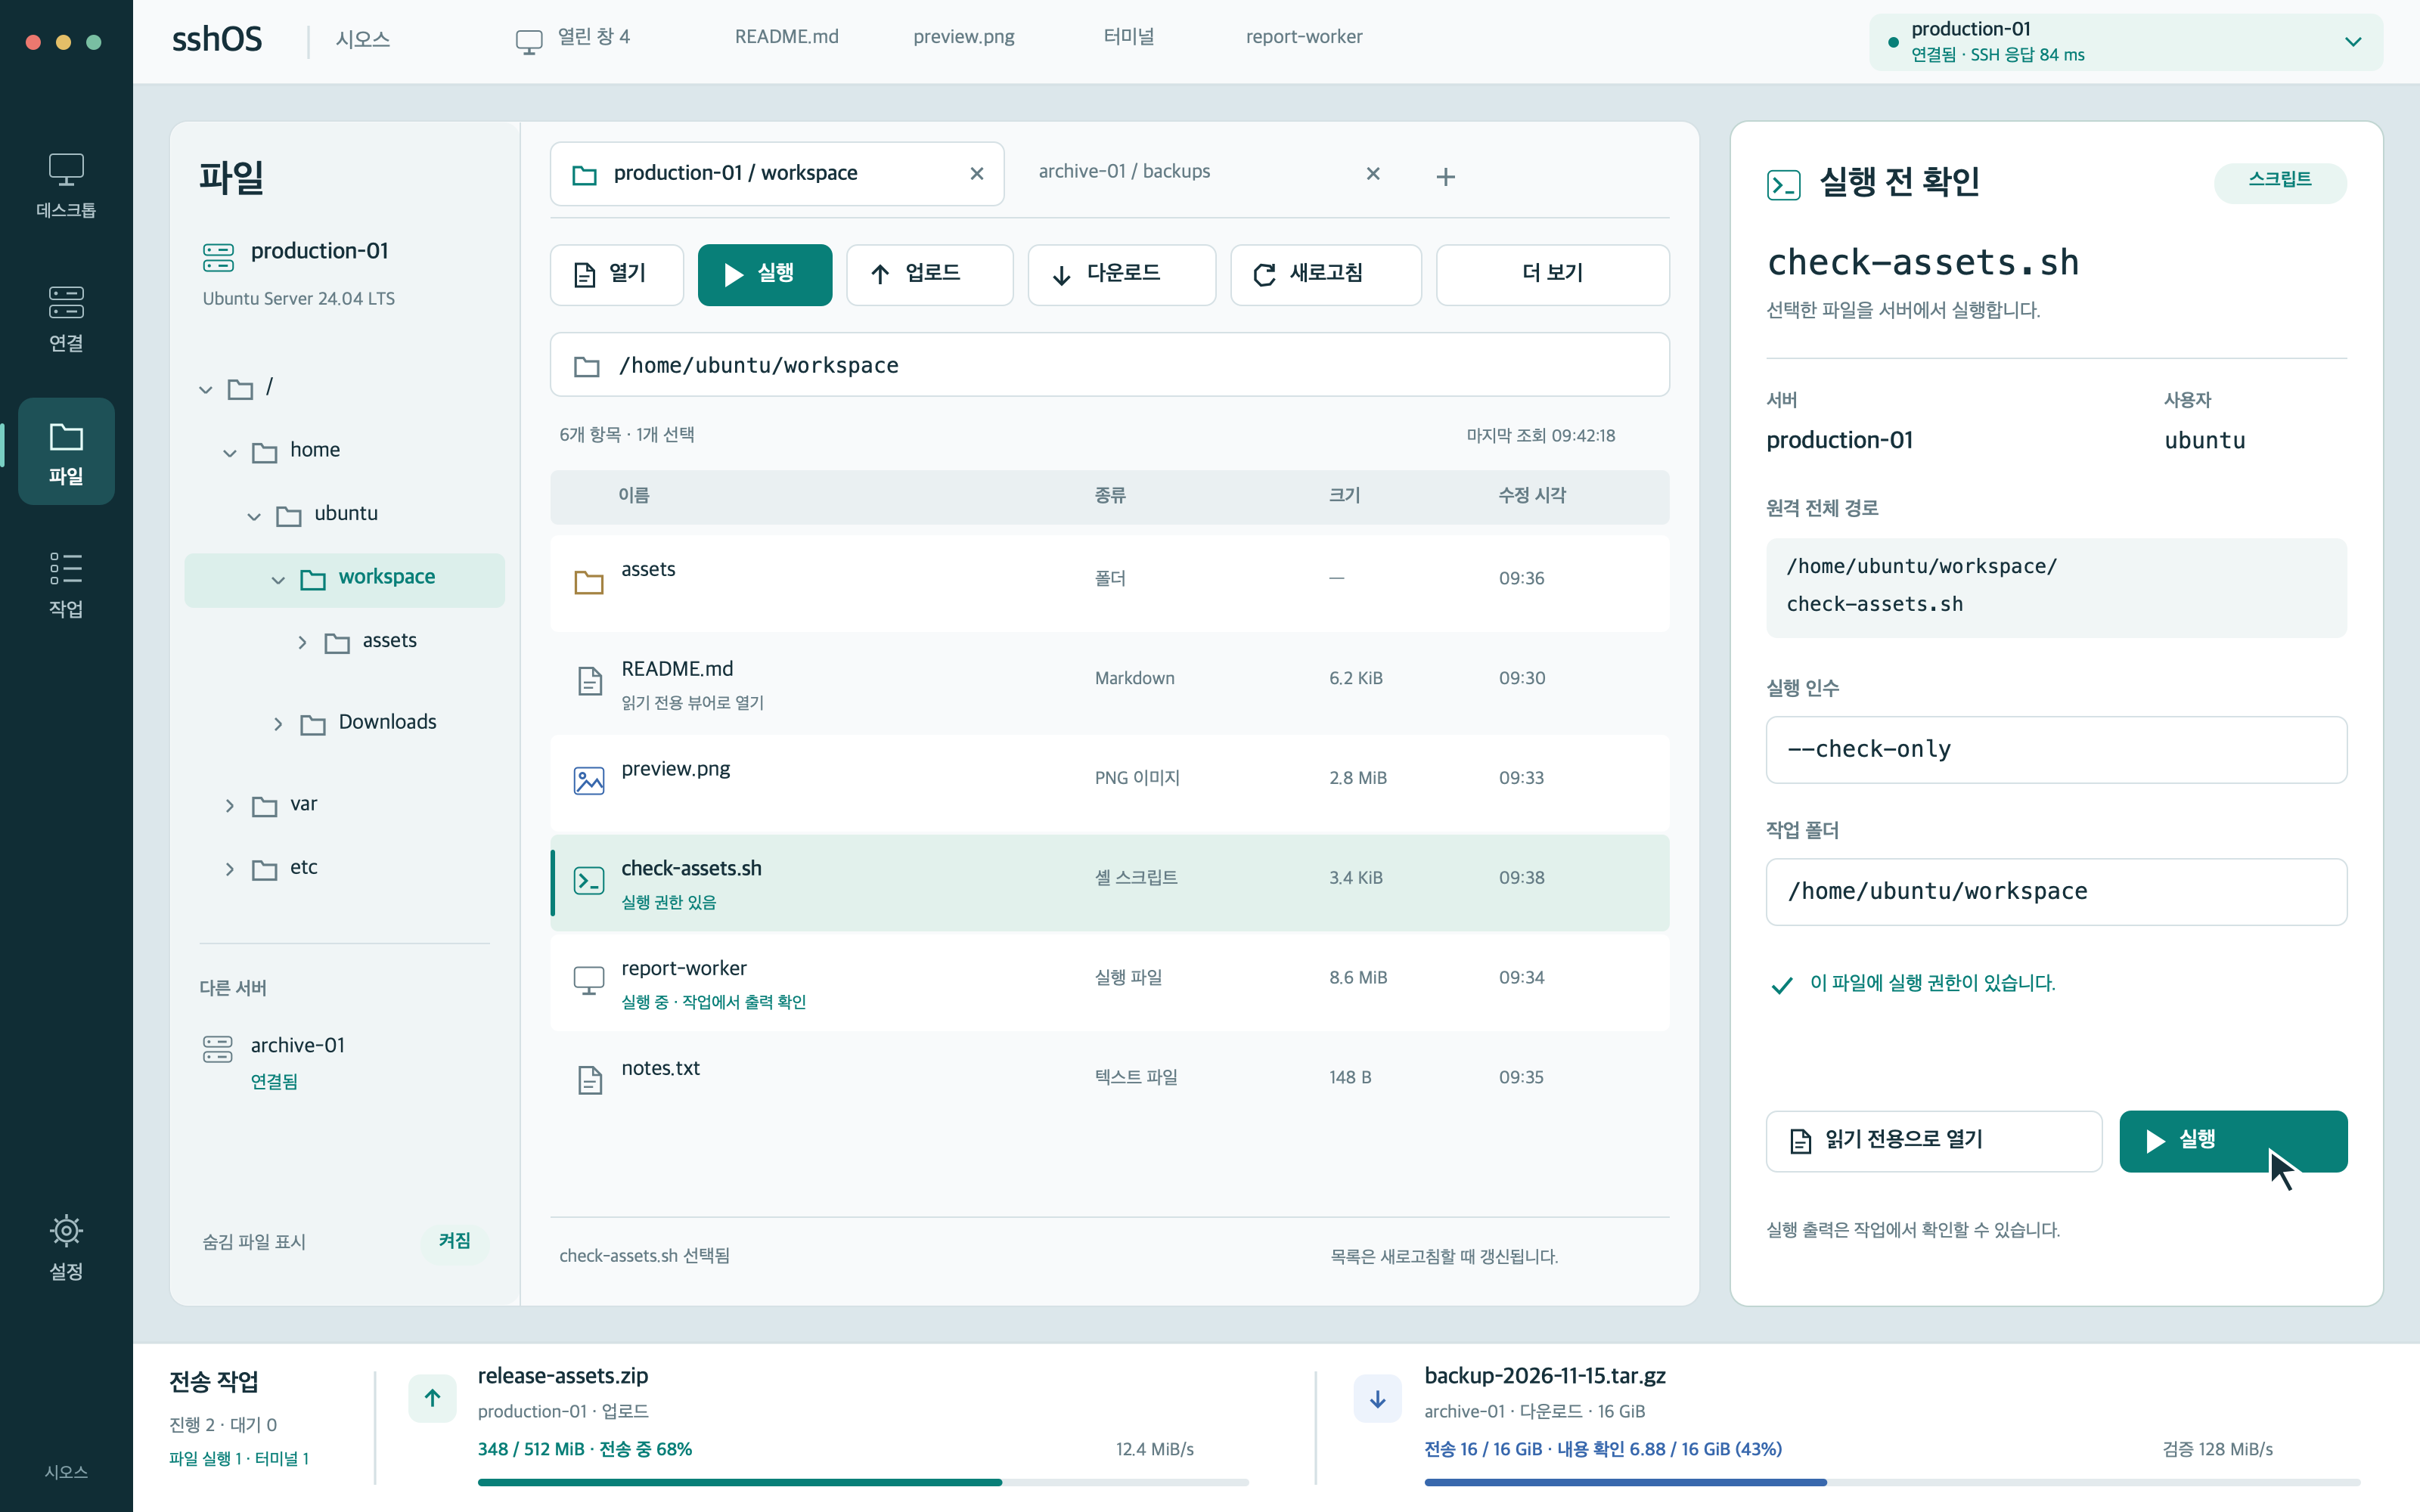 sshOS
시오스
열린 창 4
README.md
preview.png
터미널
report-worker
production-01
연결됨 · SSH 응답 84 ms
데스크톱
연결
파일
작업
설정
시오스
파일
production-01
Ubuntu Server 24.04 LTS
/
home
ubuntu
workspace
assets
Downloads
var
etc
다른 서버
archive-01
연결됨
숨김 파일 표시
켜짐
production-01 / workspace
archive-01 / backups
열기
실행
업로드
다운로드
새로고침
더 보기
/home/ubuntu/workspace
6개 항목 · 1개 선택
마지막 조회 09:42:18
이름 종류 크기 수정 시각
assets 폴더 — 09:36
README.md Markdown 6.2 KiB 09:30
읽기 전용 뷰어로 열기
preview.png PNG 이미지 2.8 MiB 09:33
check-assets.sh 셸 스크립트 3.4 KiB 09:38
실행 권한 있음
report-worker 실행 파일 8.6 MiB 09:34
실행 중 · 작업에서 출력 확인
notes.txt 텍스트 파일 148 B 09:35
check-assets.sh 선택됨
목록은 새로고침할 때 갱신됩니다.
실행 전 확인
스크립트
check-assets.sh
선택한 파일을 서버에서 실행합니다.
서버 사용자
production-01 ubuntu
원격 전체 경로
/home/ubuntu/workspace/
check-assets.sh
실행 인수
--check-only
작업 폴더
/home/ubuntu/workspace
이 파일에 실행 권한이 있습니다.
읽기 전용으로 열기
실행
실행 출력은 작업에서 확인할 수 있습니다.
전송 작업
진행 2 · 대기 0
파일 실행 1 · 터미널 1
release-assets.zip
production-01 · 업로드
348 / 512 MiB · 전송 중 68%
12.4 MiB/s
backup-2026-11-15.tar.gz
archive-01 · 다운로드 · 16 GiB
전송 16 / 16 GiB · 내용 확인 6.88 / 16 GiB (43%)
검증 128 MiB/s